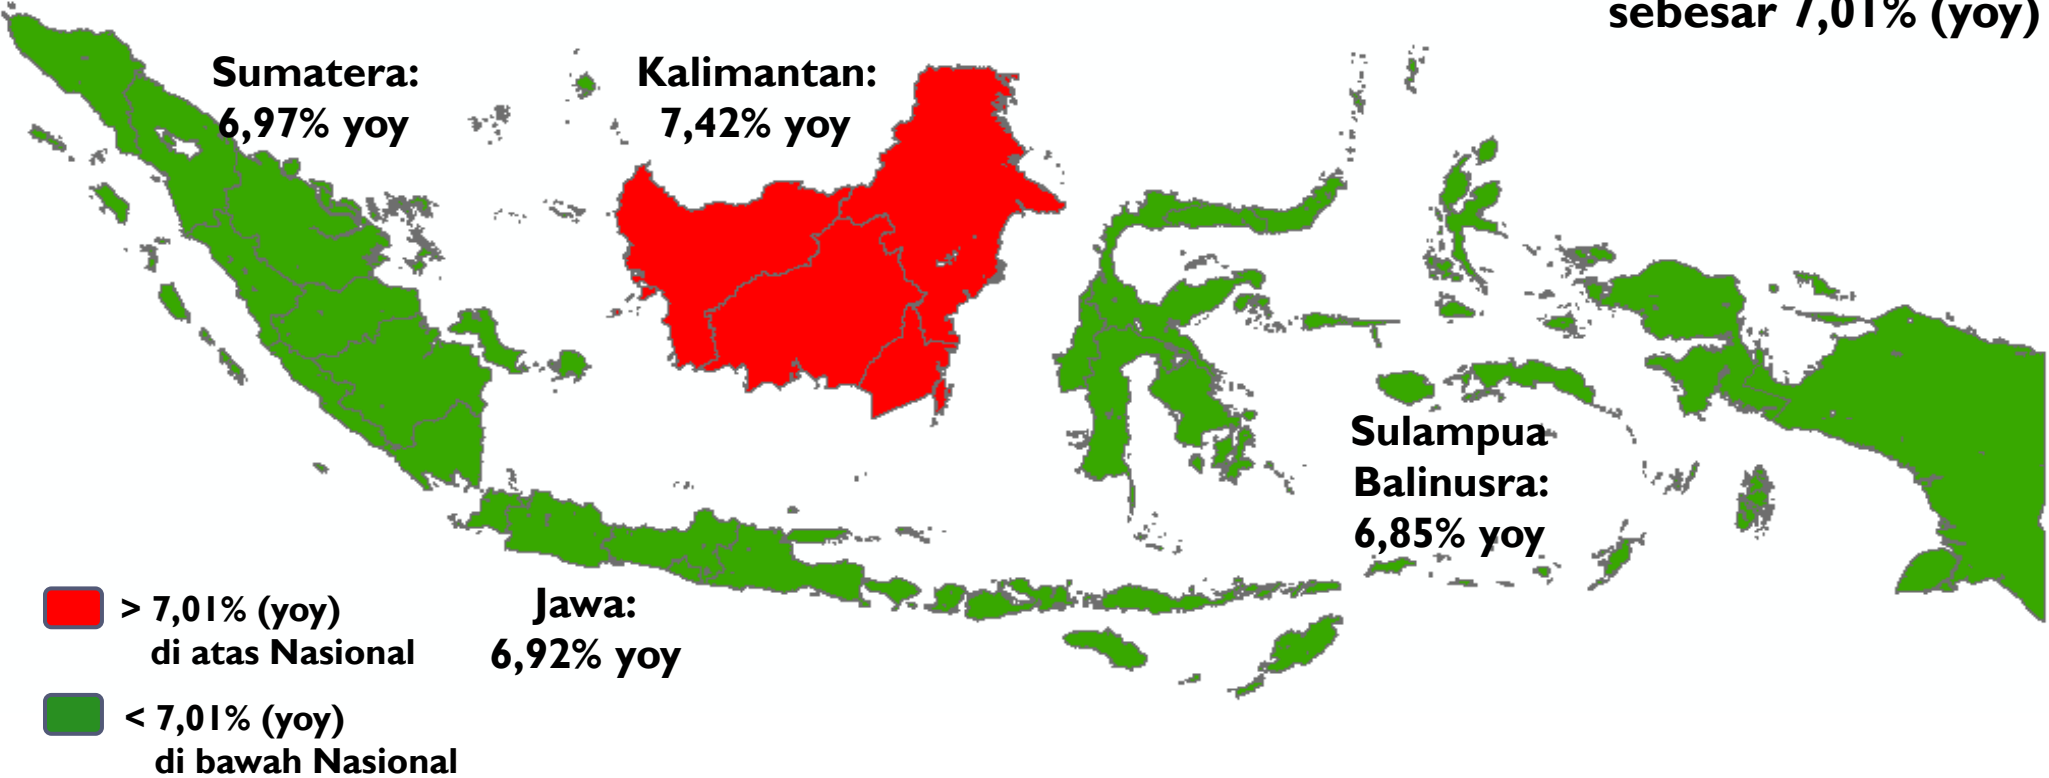 sebesar 7,01% (yoy)
Sumatera:
6,97% yoy
Kalimantan:
7,42% yoy
Sulampua
Balinusra:
6,85% yoy
Jawa:
6,92% yoy
> 7,01% (yoy)
di atas Nasional
< 7,01% (yoy)
di bawah Nasional